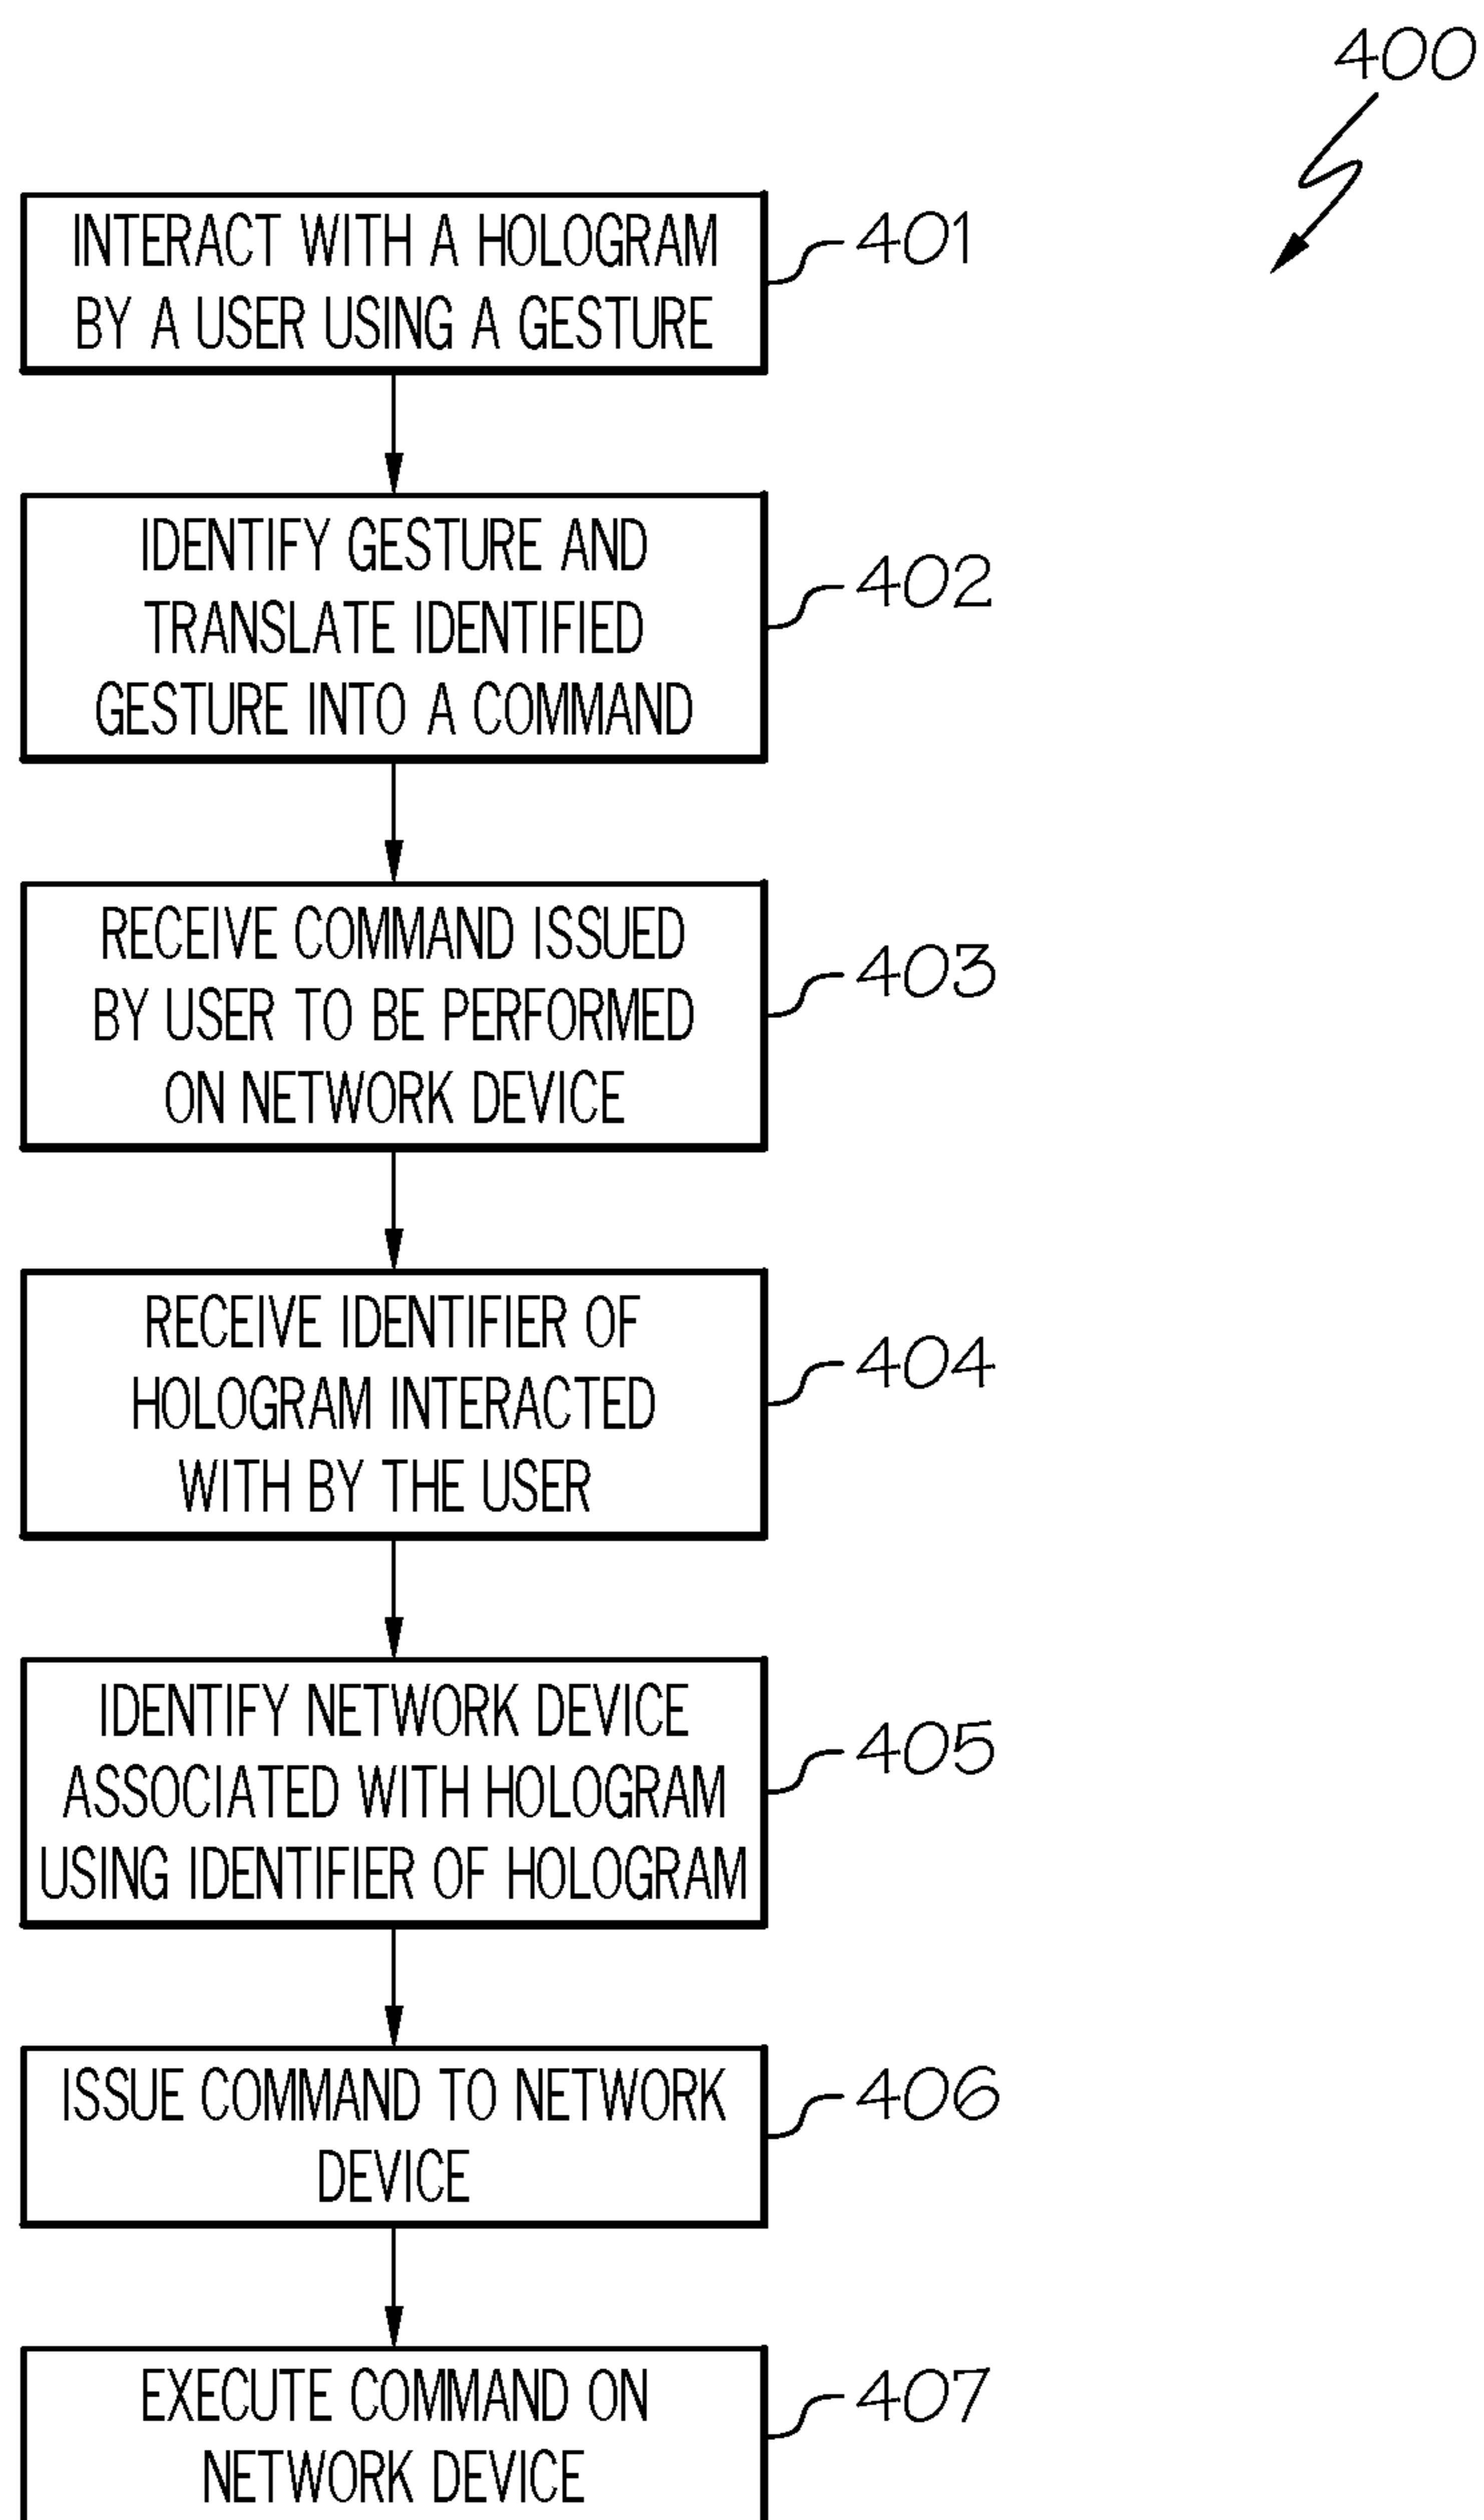 400
INTERACT WITH A HOLOGRAM
BY A USER USING A GESTURE
401
IDENTIFY GESTURE AND
TRANSLATE IDENTIFIED
GESTURE INTO A COMMAND
402
RECEIVE COMMAND ISSUED
BY USER TO BE PERFORMED
ON NETWORK DEVICE
403
RECEIVE IDENTIFIER OF
HOLOGRAM INTERACTED
WITH BY THE USER
404
IDENTIFY NETWORK DEVICE
ASSOCIATED WITH HOLOGRAM
USING IDENTIFIER OF HOLOGRAM
405
ISSUE COMMAND TO NETWORK
DEVICE
406
EXECUTE COMMAND ON
NETWORK DEVICE
407